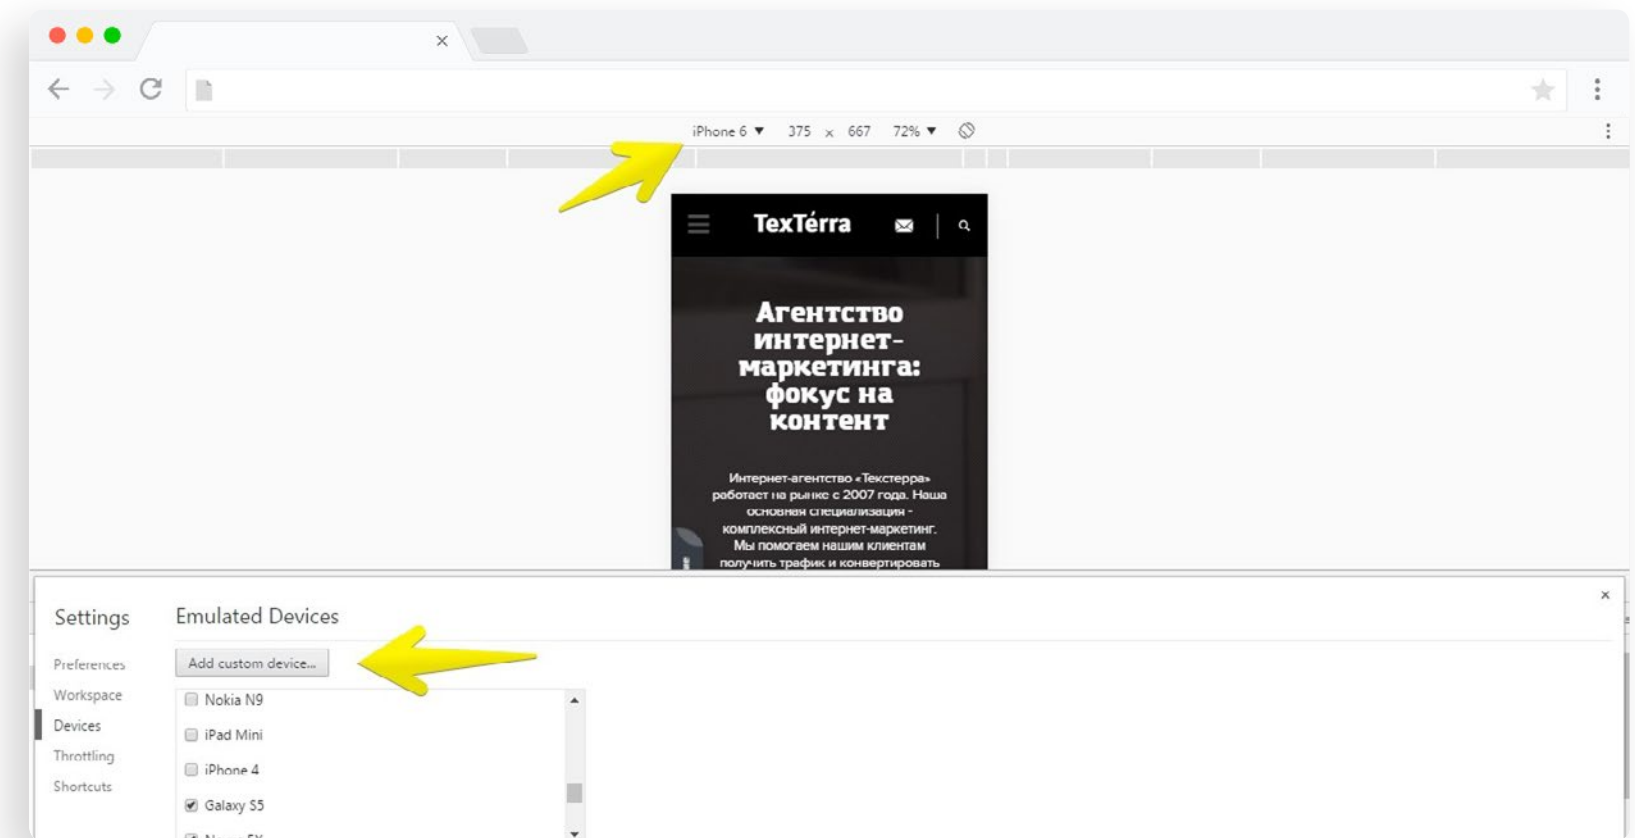 iPhone 6 ▼ 375 × 667 72% ▼
TexTérra
Агентство
интернет-
маркетинга:
фокус на
контент
Интернет-агентство «Текстерра»
работает на рынке с 2007 года. Наша
основная специализация -
комплексный интернет-маркетинг.
Мы помогаем нашим клиентам
получить трафик и конвертировать
Settings
Preferences
Workspace
Devices
Throttling
Shortcuts
Emulated Devices
Add custom device...
Nokia N9
iPad Mini
iPhone 4
Galaxy S5